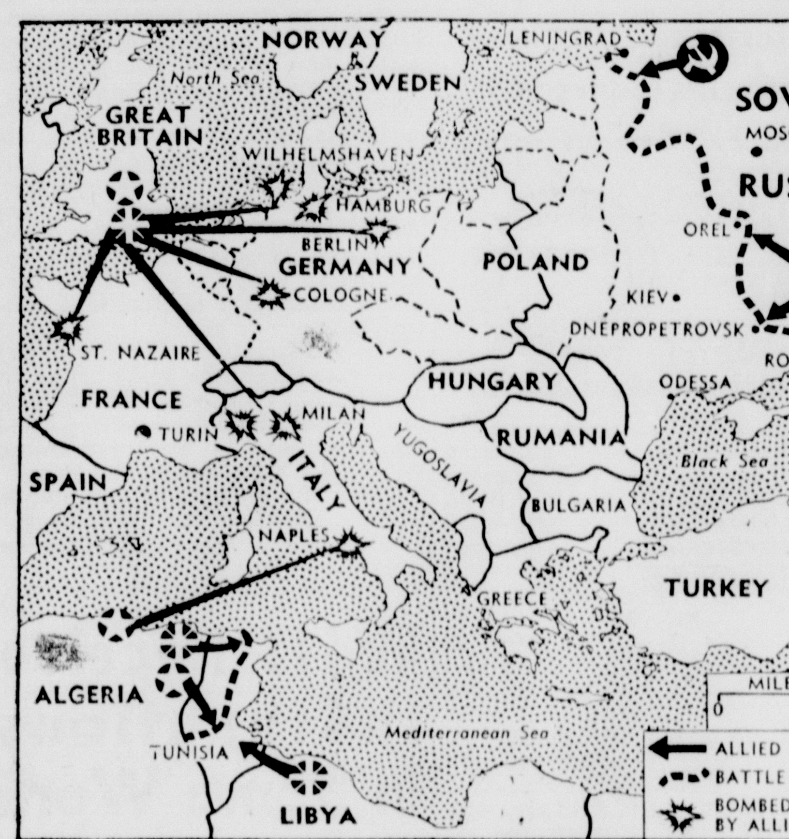 NORWAY
LENINGRAD
North Sea
SWEDEN
GREAT
BRITAIN
SOV
MOS
WILHELMSHAVEN
RUS
HAMBURG
BERLIN
OREL
GERMANY
POLAND
COLOGNE
KIEV
DNEPROPETROVSK
ST. NAZAIRE
RO
HUNGARY
ODESSA
FRANCE
MILAN
TURIN
RUMANIA
YUGOSLAVIA
ITALY
Black Sea
SPAIN
BULGARIA
NAPLES
GREECE
TURKEY
ALGERIA
MILE
0
Mediterranean Sea
TUNISIA
ALLIED
BATTLE
LIBYA
BOMBED
BY ALLI